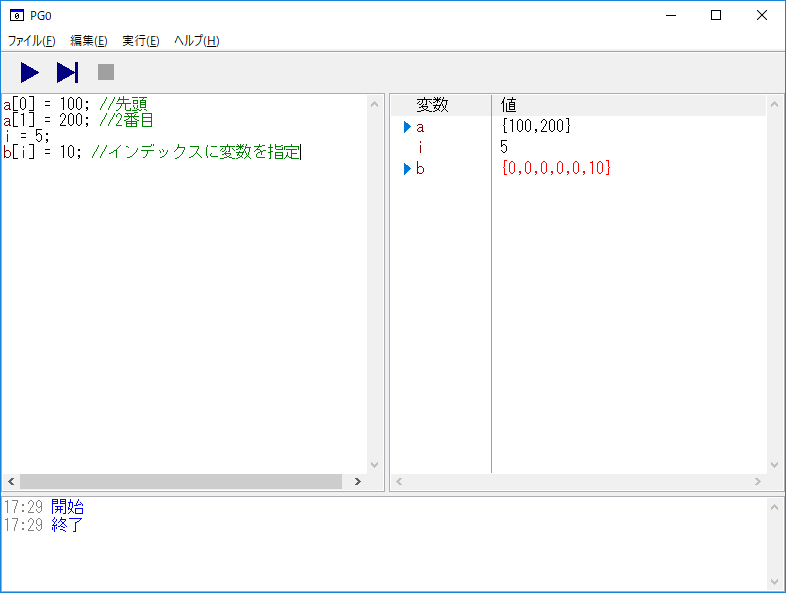 PG0
ファイル(F) 編集(E) 実行(E) ヘルプ(H)
a[0] = 100; //先頭
a[1] = 200; //2番目
i = 5;
b[i] = 10; //インデックスに変数を指定
変数 値
a {100,200}
i 5
b {0,0,0,0,0,10}
17:29 開始
17:29 終了